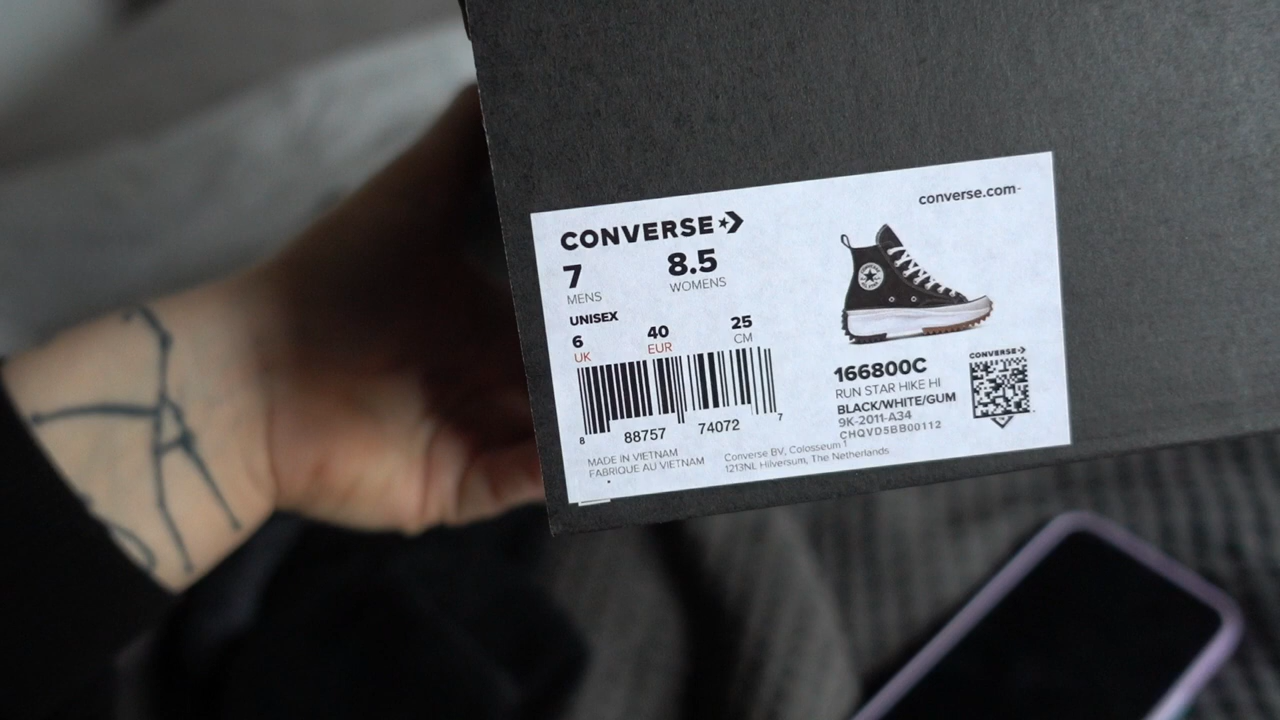 converse.com
CONVERSE
7 8.5
MENS WOMENS
UNISEX
6 40 25
UK EUR CM
8 88757 74072 7
MADE IN VIETNAM
FABRIQUE AU VIETNAM
Converse BV, Colosseum 1
1213NL Hilversum, The Netherlands
166800C
RUN STAR HIKE HI
BLACK/WHITE/GUM
9K-2011-A34
CHQVD5BB00112
CONVERSE